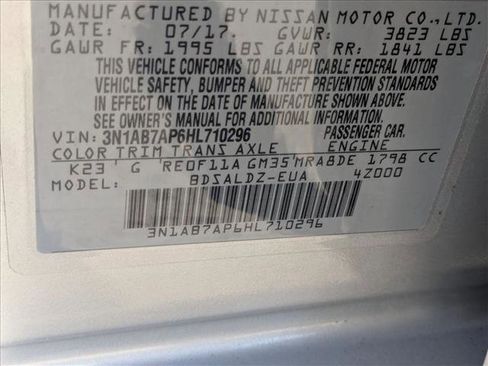 MANUFACTURED BY NISSAN MOTOR CO.,LTD.
DATE: 07/17. GVWR: 3823 LBS
GAWR FR: 1995 LBS GAWR RR: 1841 LBS
THIS VEHICLE CONFORMS TO ALL APPLICABLE FEDERAL MOTOR
VEHICLE SAFETY, BUMPER AND THEFT PREVENTION STANDARDS
IN EFFECT ON THE DATE OF MANUFACTURE SHOWN ABOVE.
SEE OWNER'S MANUAL FOR ADDITIONAL INFORMATION.
VIN: 3N1AB7AP6HL710296 PASSENGER CAR.
COLOR TRIM TRANS AXLE ENGINE
K23 G RE0F11A GM35 MRA8DE 1798 CC
MODEL: BDSALDZ-EUA 4Z000
3N1AB7AP6HL710296